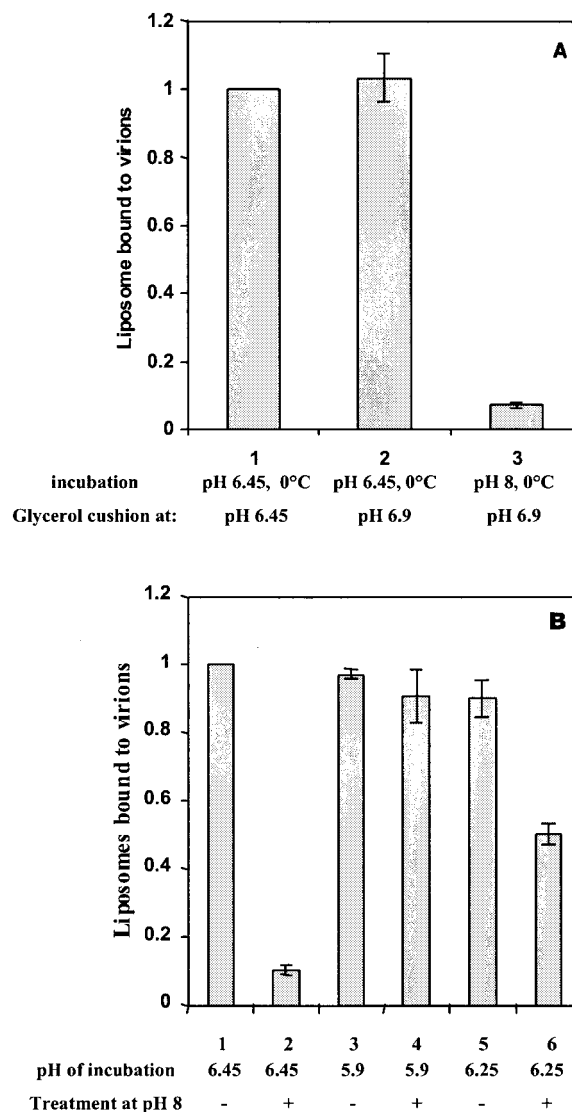 A
1.2
1
0.8
0.6
0.4
0.2
0
Liposome bound to virions
1 2 3
incubation pH 6.45, 0°C pH 6.45, 0°C pH 8, 0°C
Glycerol cushion at: pH 6.45 pH 6.9 pH 6.9
B
1.2
1
0.8
0.6
0.4
0.2
0
Liposomes bound to virions
1 2 3 4 5 6
pH of incubation 6.45 6.45 5.9 5.9 6.25 6.25
Treatment at pH 8 - + - + - +